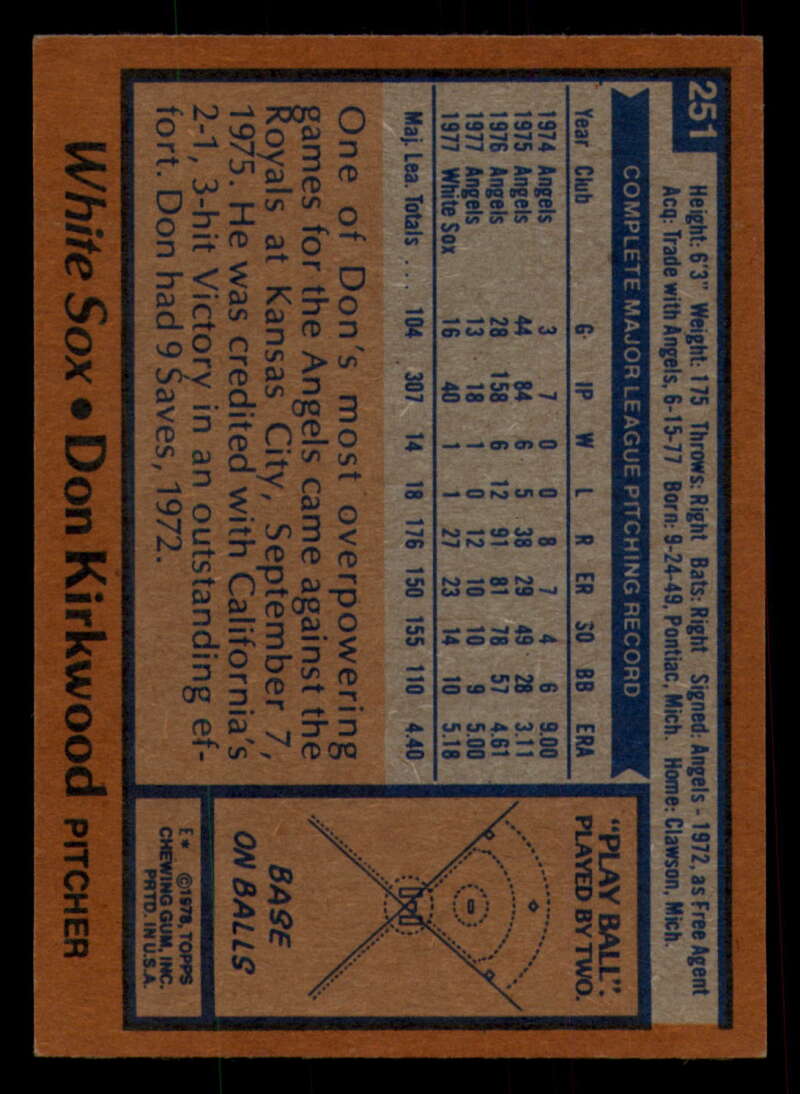 251
Height: 6'3" Weight: 175 Throws: Right Bats: Right Signed: Angels - 1972, as Free Agent
Acq: Trade with Angels, 6-15-77 Born: 9-24-49, Pontiac, Mich. Home: Clawson, Mich.
COMPLETE MAJOR LEAGUE PITCHING RECORD
Year Club G IP W L R ER SO BB ERA
1974 Angels 3 7 0 0 8 7 4 6 9.00
1975 Angels 44 84 6 5 38 29 49 28 3.11
1976 Angels 28 158 6 12 91 81 78 57 4.61
1977 Angels 13 18 1 0 12 10 10 9 5.00
1977 White Sox 16 40 1 1 27 23 14 10 5.18
Maj. Lea. Totals ... 104 307 14 18 176 150 155 110 4.40
One of Don's most overpowering
games for the Angels came against the
Royals at Kansas City, September 7,
1975. He was credited with California's
2-1, 3-hit Victory in an outstanding ef-
fort. Don had 9 Saves, 1972.
"PLAY BALL":
PLAYED BY TWO.
BASE
ON BALLS
E* ©1978, TOPPS
CHEWING GUM, INC.
PRTD. IN U.S.A.
White Sox • Don Kirkwood PITCHER